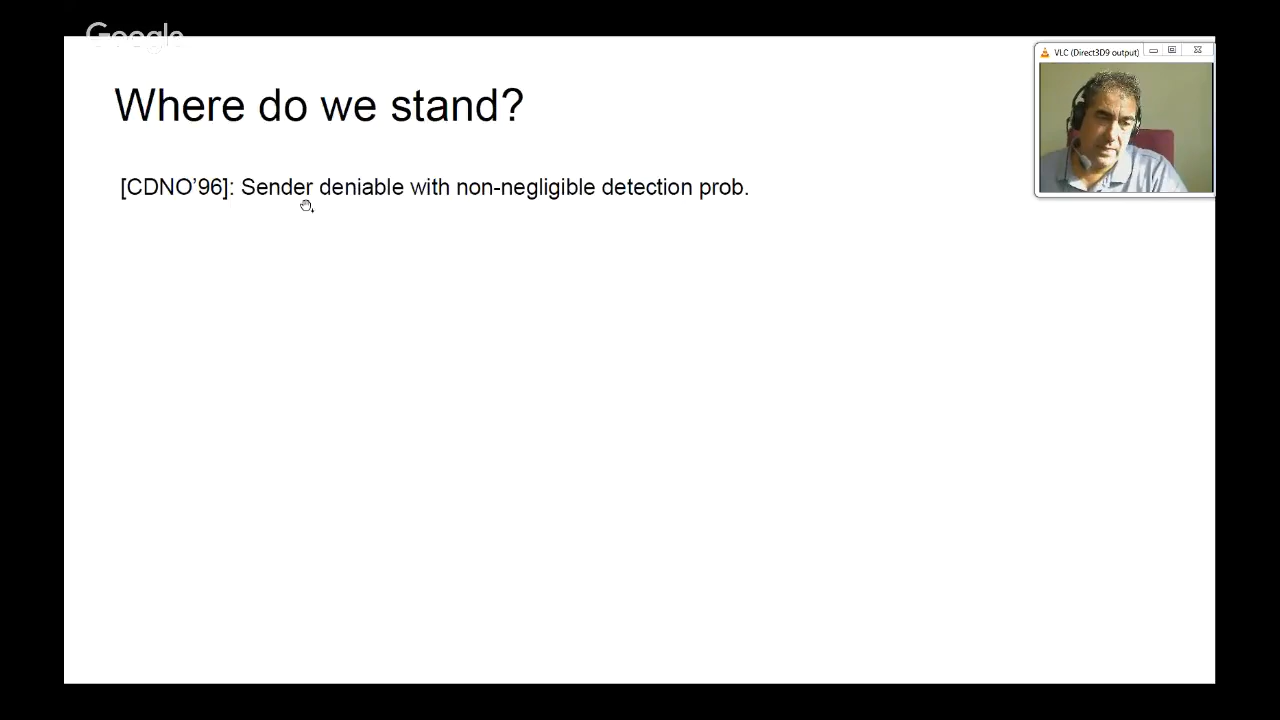 Google
VLC (Direct3D9 output)
Where do we stand?
[CDNO'96]: Sender deniable with non-negligible detection prob.